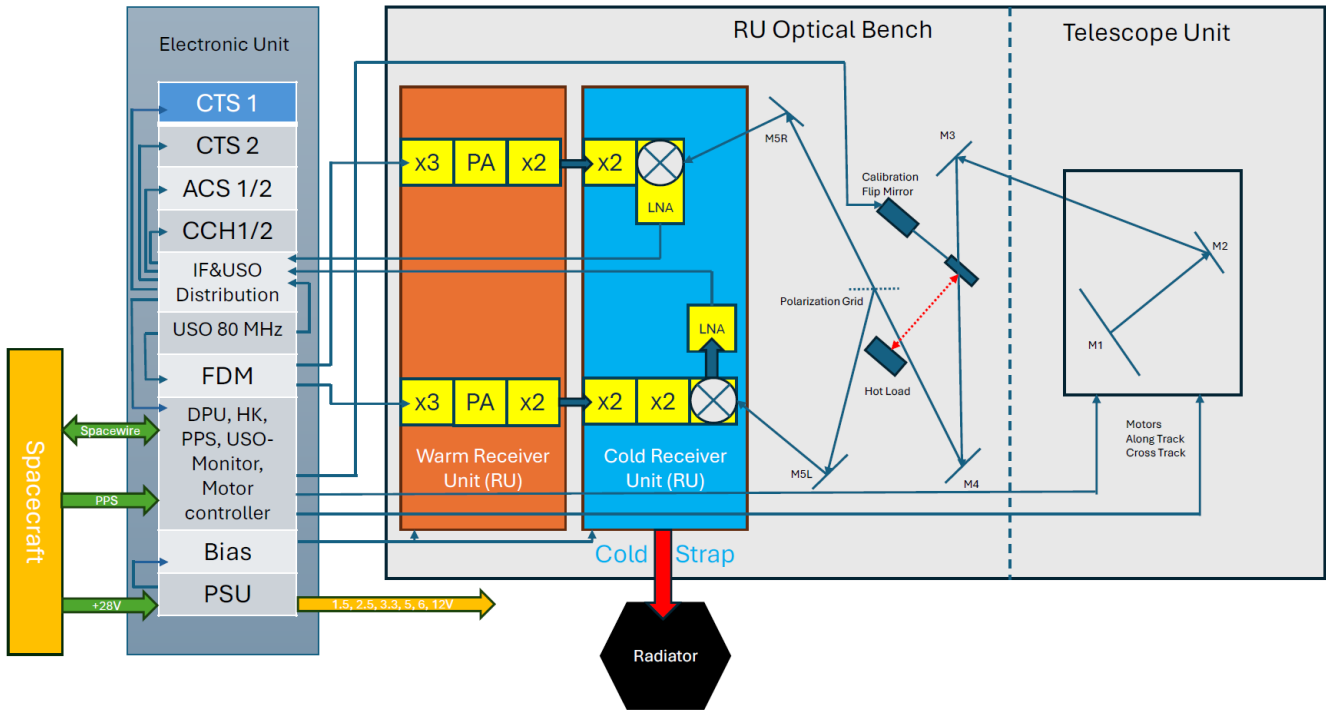 Electronic Unit
CTS 1
CTS 2
ACS 1/2
CCH1/2
IF&USO
Distribution
USO 80 MHz
FDM
DPU, HK,
PPS, USO-
Monitor,
Motor
controller
Bias
PSU
Spacecraft
Spacewire
PPS
+28V
1.5, 2.5, 3.3, 5, 6, 12V
RU Optical Bench
Telescope Unit
x3
PA
x2
x2
LNA
LNA
x3
PA
x2
x2
x2
Warm Receiver
Unit (RU)
Cold Receiver
Unit (RU)
Cold Strap
Radiator
M5R
Calibration
Flip Mirror
M3
Polarization Grid
Hot Load
M5L
M4
M2
M1
Motors
Along Track
Cross Track